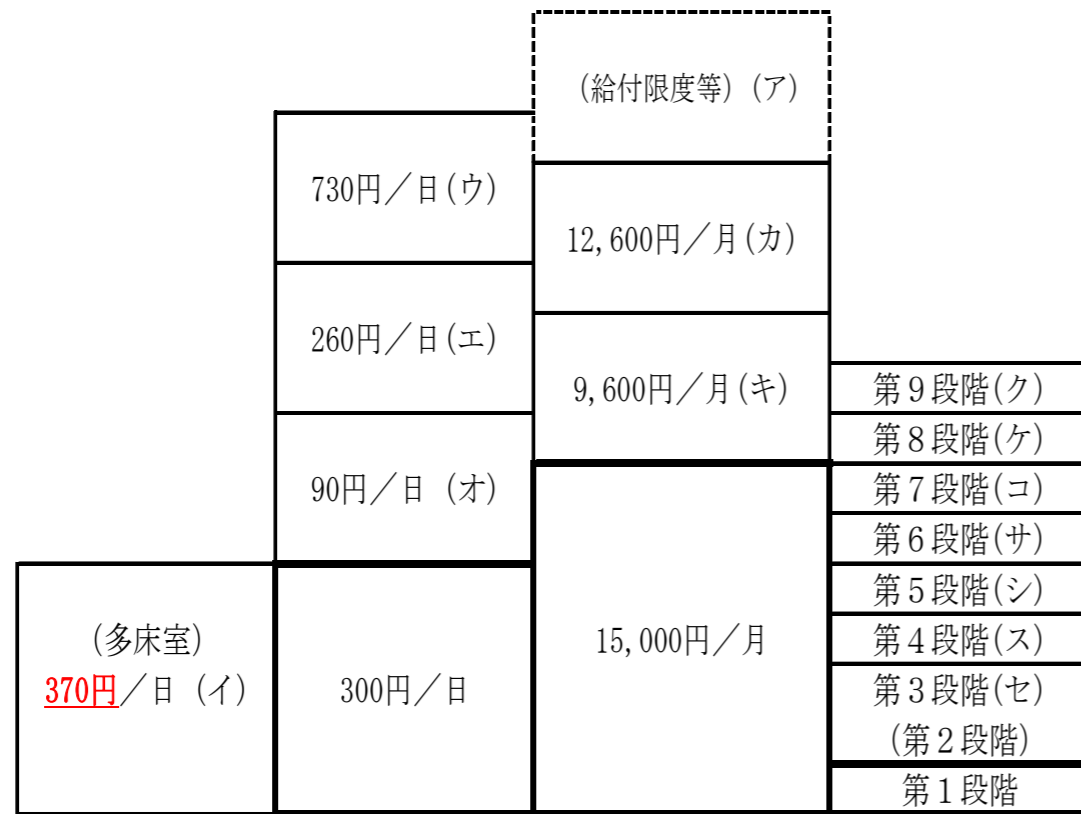 (給付限度等) (ア)
730円／日(ウ)
12,600円／月(カ)
260円／日(エ)
9,600円／月(キ)
第９段階(ク)
第８段階(ケ)
90円／日 (オ)
第７段階(コ)
第６段階(サ)
(多床室)
370円／日 (イ)
300円／日
15,000円／月
第５段階(シ)
第４段階(ス)
第３段階(セ)
(第２段階)
第１段階